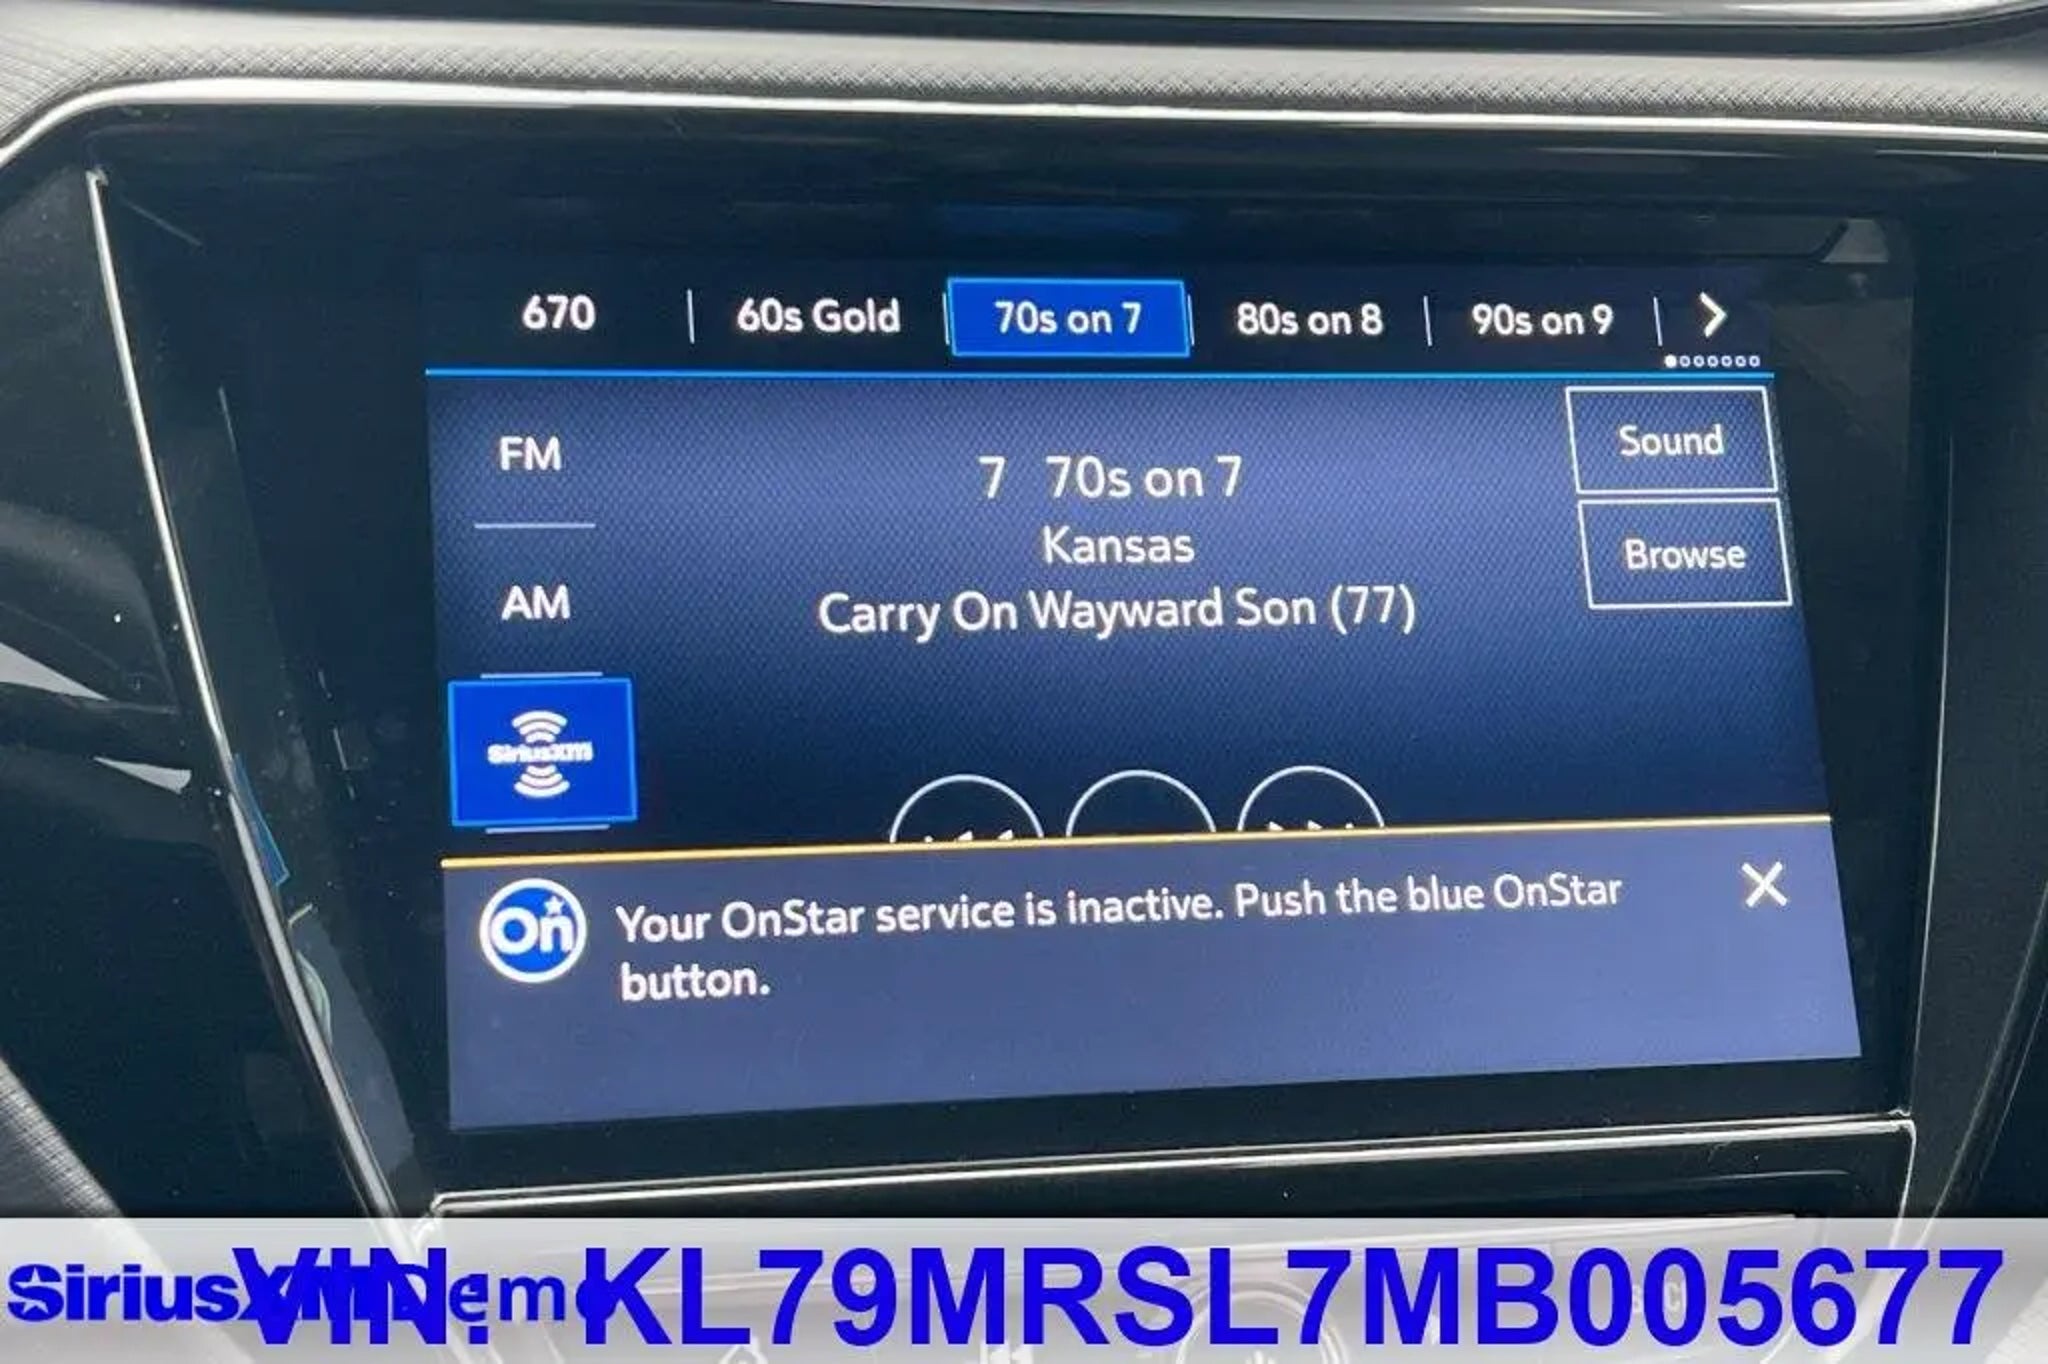 670 | 60s Gold 70s on 7 80s on 8 | 90s on 9 |
FM
AM
SiriusXM
7 70s on 7
Kansas
Carry On Wayward Son (77)
Sound
Browse
On
Your OnStar service is inactive. Push the blue OnStar
button.
SiriusXM Demo
VIN: KL79MRSL7MB005677